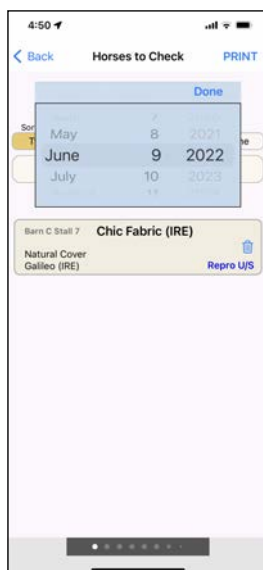 4:50
Back Horses to Check PRINT
Done
May 8 2021
June 9 2022
July 10 2023
Barn C Stall 7 Chic Fabric (IRE)
Natural Cover
Galileo (IRE)
Repro U/S